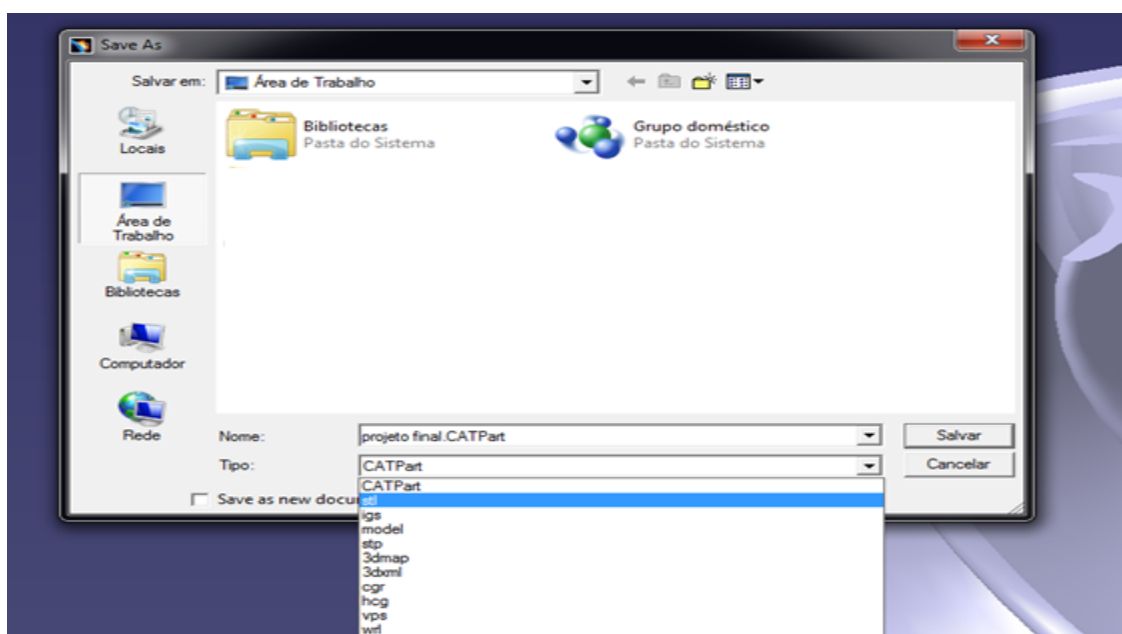 Save As
Salvar em:
Área de Trabalho
Locais
Bibliotecas
Pasta do Sistema
Grupo doméstico
Pasta do Sistema
Área de
Trabalho
Bibliotecas
Computador
Rede
Nome:
projeto final.CATPart
Salvar
Tipo:
CATPart
Cancelar
Save as new docu
CATPart
stl
igs
model
stp
3dmap
3dxml
cgr
hcg
vps
wrl